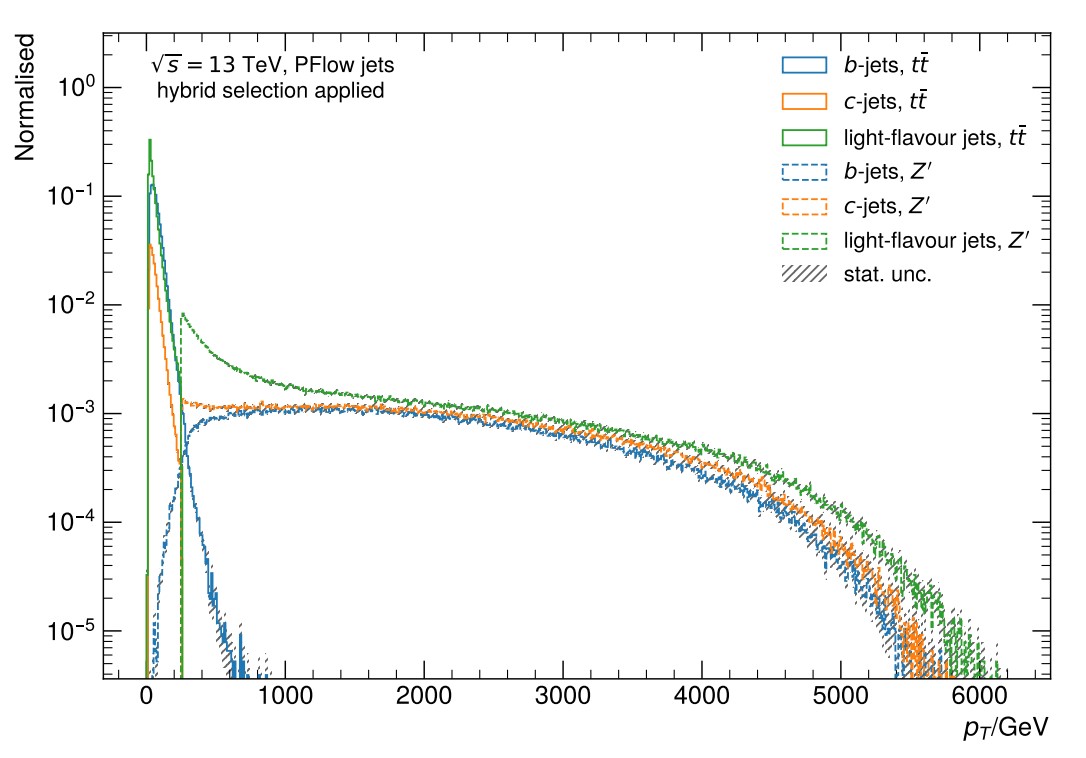 Normalised
√s = 13 TeV, PFlow jets
hybrid selection applied
b-jets, tt̄
c-jets, tt̄
light-flavour jets, tt̄
b-jets, Z′
c-jets, Z′
light-flavour jets, Z′
stat. unc.
10⁰
10⁻¹
10⁻²
10⁻³
10⁻⁴
10⁻⁵
0 1000 2000 3000 4000 5000 6000
p_T/GeV